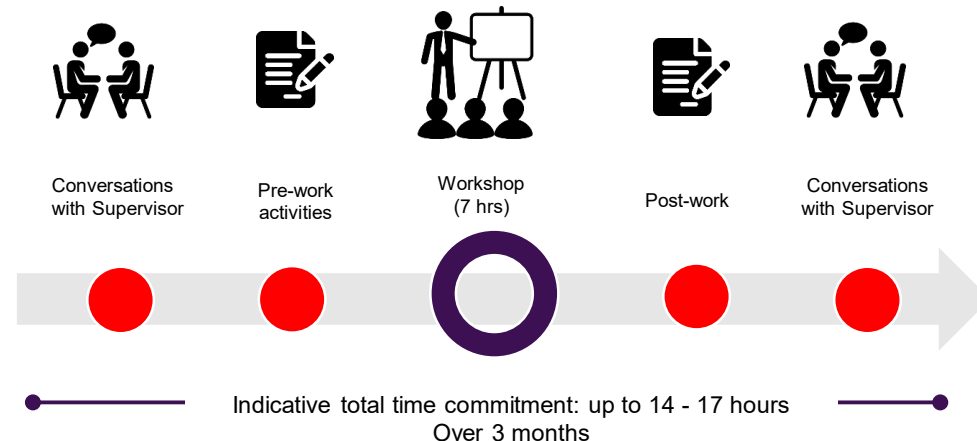 Conversations
with Supervisor
Pre-work
activities
Workshop
(7 hrs)
Post-work
Conversations
with Supervisor
Indicative total time commitment: up to 14 - 17 hours
Over 3 months